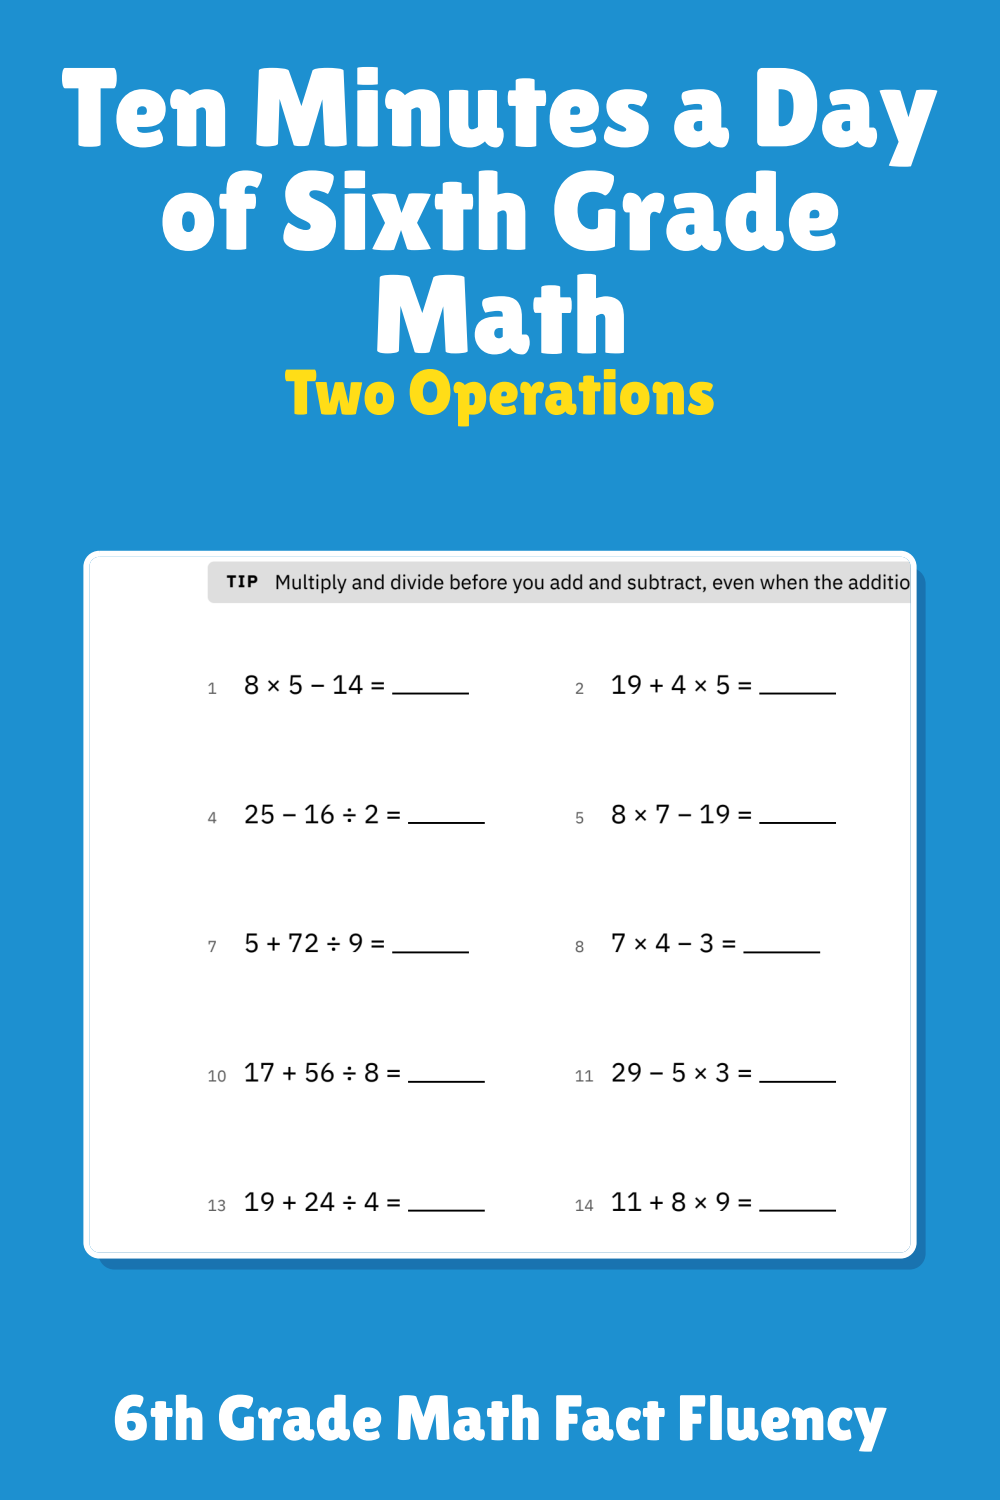 Ten Minutes a Day
of Sixth Grade
Math
Two Operations
TIP Multiply and divide before you add and subtract, even when the additio
1 8 × 5 – 14 = ______
2 19 + 4 × 5 = ______
4 25 – 16 ÷ 2 = ______
5 8 × 7 – 19 = ______
7 5 + 72 ÷ 9 = ______
8 7 × 4 – 3 = ______
10 17 + 56 ÷ 8 = ______
11 29 – 5 × 3 = ______
13 19 + 24 ÷ 4 = ______
14 11 + 8 × 9 = ______
6th Grade Math Fact Fluency